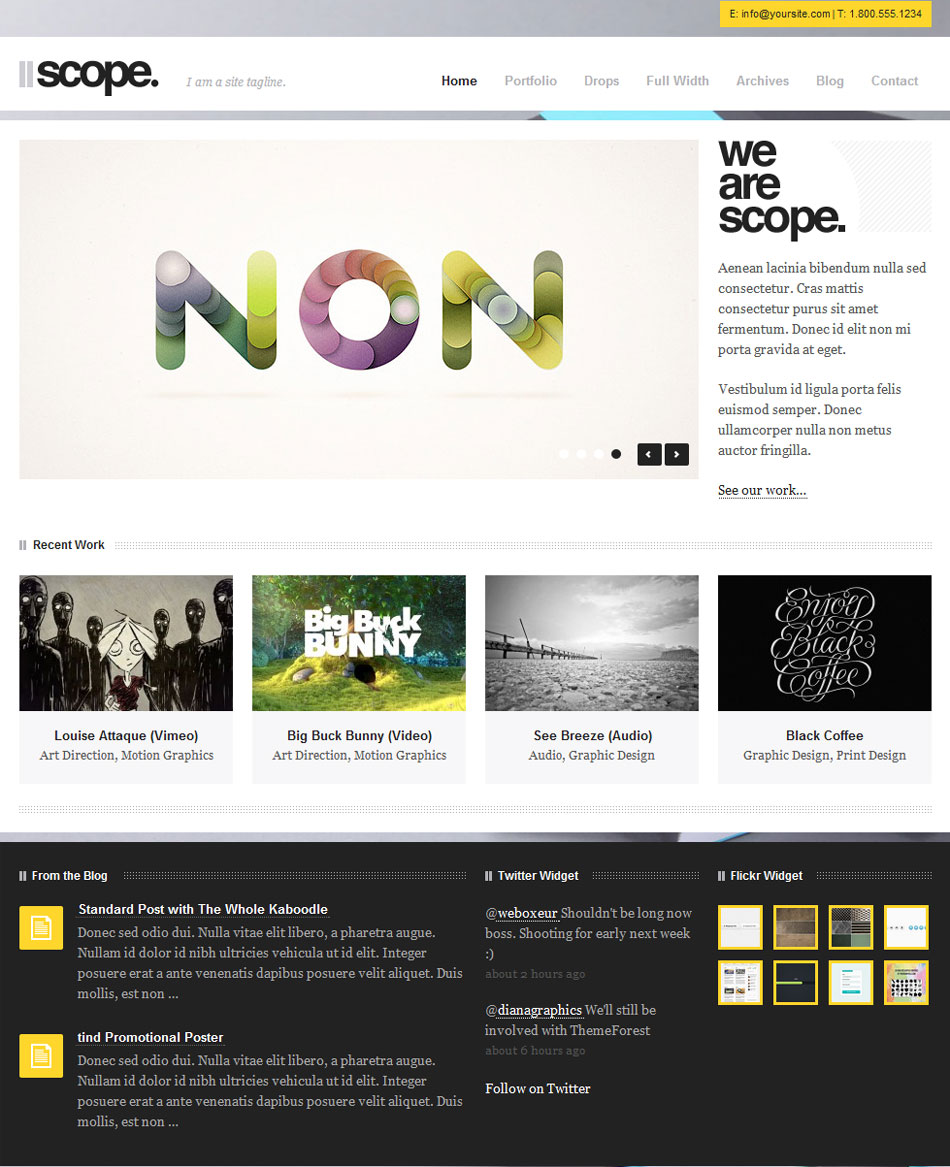 E: info@yoursite.com | T: 1.800.555.1234
scope.
I am a site tagline.
Home Portfolio Drops Full Width Archives Blog Contact
NON
we
are
scope.
Aenean lacinia bibendum nulla sed
consectetur. Cras mattis
consectetur purus sit amet
fermentum. Donec id elit non mi
porta gravida at eget.
Vestibulum id ligula porta felis
euismod semper. Donec
ullamcorper nulla non metus
auctor fringilla.
See our work...
Recent Work
Big Buck
BUNNY
Enjoy
Black
Coffee
Louise Attaque (Vimeo)
Art Direction, Motion Graphics
Big Buck Bunny (Video)
Art Direction, Motion Graphics
See Breeze (Audio)
Audio, Graphic Design
Black Coffee
Graphic Design, Print Design
From the Blog
Standard Post with The Whole Kaboodle
Donec sed odio dui. Nulla vitae elit libero, a pharetra augue.
Nullam id dolor id nibh ultricies vehicula ut id elit. Integer
posuere erat a ante venenatis dapibus posuere velit aliquet. Duis
mollis, est non ...
tind Promotional Poster
Donec sed odio dui. Nulla vitae elit libero, a pharetra augue.
Nullam id dolor id nibh ultricies vehicula ut id elit. Integer
posuere erat a ante venenatis dapibus posuere velit aliquet. Duis
mollis, est non ...
Twitter Widget
@weboxeur Shouldn't be long now
boss. Shooting for early next week
:)
about 2 hours ago
@dianagraphics We'll still be
involved with ThemeForest
about 6 hours ago
Follow on Twitter
Flickr Widget